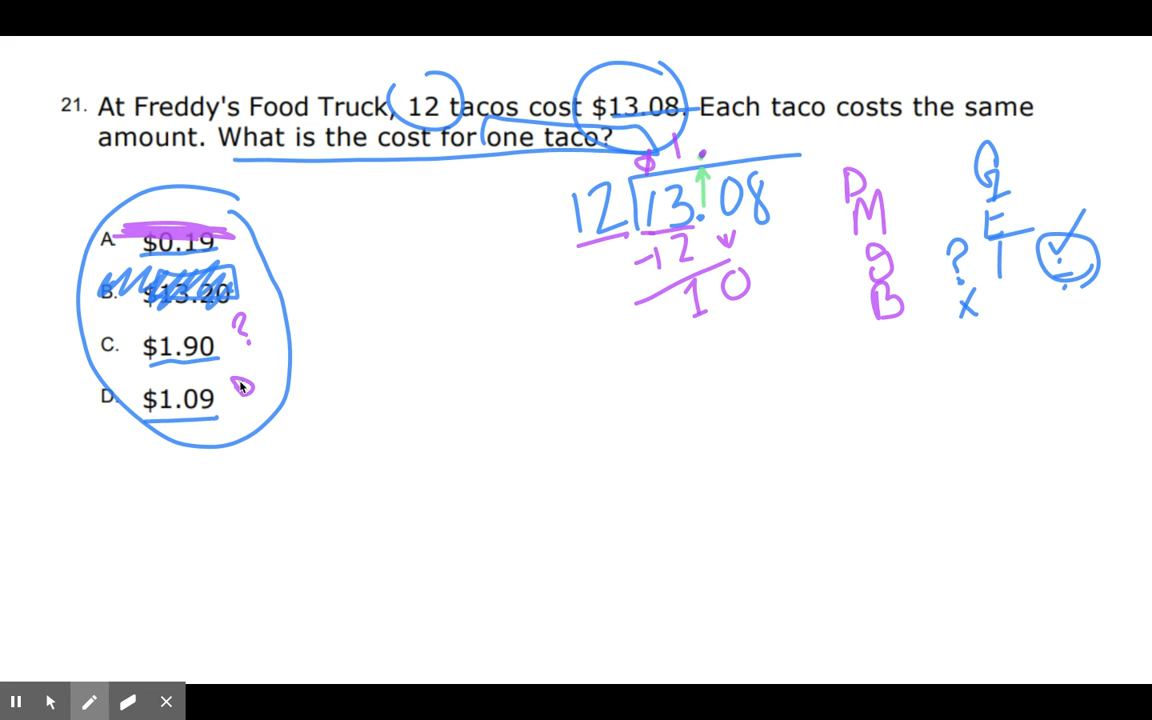 21. At Freddy's Food Truck, 12 tacos cost $13.08. Each taco costs the same
amount. What is the cost for one taco?
0 1 .
12 13.08
-12
10
A. $0.19
B. $13.20
C. $1.90 ?
D. $1.09
D
M
S
B
Q
E
?
X